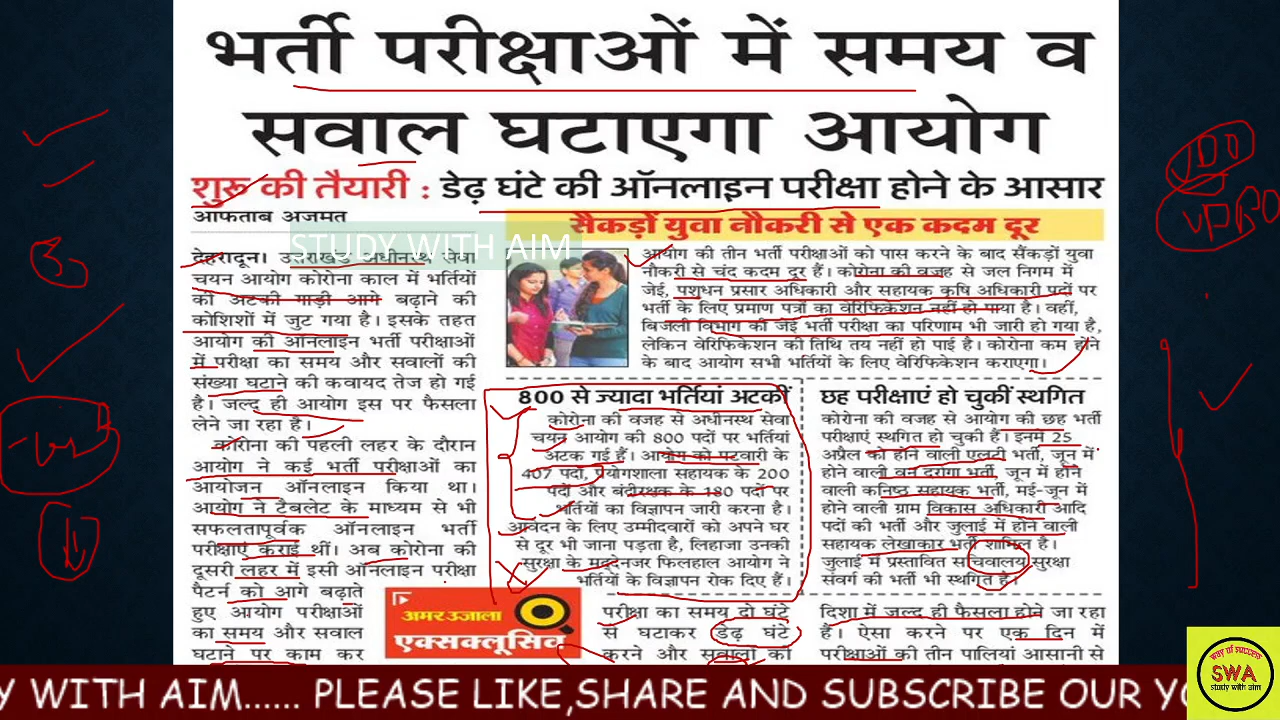 भर्ती परीक्षाओं में समय व
सवाल घटाएगा आयोग
शुरू की तैयारी : डेढ़ घंटे की ऑनलाइन परीक्षा होने के आसार
आफताब अजमत
देहरादून। उत्तराखंड अधीनस्थ सेवा
चयन आयोग कोरोना काल में भर्तियों
की अटकी गाड़ी आगे बढ़ाने की
कोशिशों में जुट गया है। इसके तहत
आयोग की ऑनलाइन भर्ती परीक्षाओं
में परीक्षा का समय और सवालों की
संख्या घटाने की कवायद तेज हो गई
है। जल्द ही आयोग इस पर फैसला
लेने जा रहा है।
कोरोना की पहली लहर के दौरान
आयोग ने कई भर्ती परीक्षाओं का
आयोजन ऑनलाइन किया था।
आयोग ने टैबलेट के माध्यम से भी
सफलतापूर्वक ऑनलाइन भर्ती
परीक्षाएं कराई थीं। अब कोरोना की
दूसरी लहर में इसी ऑनलाइन परीक्षा
पैटर्न को आगे बढ़ाते
हुए आयोग परीक्षाओं
का समय और सवाल
घटाने पर काम कर
STUDY WITH AIM
सैकड़ों युवा नौकरी से एक कदम दूर
आयोग की तीन भर्ती परीक्षाओं को पास करने के बाद सैंकड़ों युवा
नौकरी से चंद कदम दूर हैं। कोरोना की वजह से जल निगम में
जेई, पशुधन प्रसार अधिकारी और सहायक कृषि अधिकारी पदों पर
भर्ती के लिए प्रमाण पत्रों का वेरिफिकेशन नहीं हो पाया है। वहीं,
बिजली विभाग की जेई भर्ती परीक्षा का परिणाम भी जारी हो गया है,
लेकिन वेरिफिकेशन की तिथि तय नहीं हो पाई है। कोरोना कम होने
के बाद आयोग सभी भर्तियों के लिए वेरिफिकेशन कराएगा।
800 से ज्यादा भर्तियां अटकीं
कोरोना की वजह से अधीनस्थ सेवा
चयन आयोग की 800 पदों पर भर्तियां
अटक गई हैं। आयोग को पटवारी के
407 पदों, प्रयोगशाला सहायक के 200
पदों और बंदीरक्षक के 180 पदों पर
भर्तियों का विज्ञापन जारी करना है।
आवेदन के लिए उम्मीदवारों को अपने घर
से दूर भी जाना पड़ता है, लिहाजा उनकी
सुरक्षा के मद्देनजर फिलहाल आयोग ने
भर्तियों के विज्ञापन रोक दिए हैं।
छह परीक्षाएं हो चुकीं स्थगित
कोरोना की वजह से आयोग की छह भर्ती
परीक्षाएं स्थगित हो चुकी हैं। इनमें 25
अप्रैल को होने वाली एलटी भर्ती, जून में
होने वाली वन दरोगा भर्ती, जून में होने
वाली कनिष्ठ सहायक भर्ती, मई-जून में
होने वाली ग्राम विकास अधिकारी आदि
पदों की भर्ती और जुलाई में होने वाली
सहायक लेखाकार भर्ती शामिल है।
जुलाई में प्रस्तावित सचिवालय सुरक्षा
संवर्ग की भर्ती भी स्थगित है।
अमर उजाला
एक्सक्लूसिव
परीक्षा का समय दो घंटे
से घटाकर डेढ़ घंटे
करने और सवालों की
दिशा में जल्द ही फैसला होने जा रहा
है। ऐसा करने पर एक दिन में
परीक्षाओं की तीन पालियां आसानी से
100
Y WITH AIM...... PLEASE LIKE,SHARE AND SUBSCRIBE OUR YO
way of success
SWA
study with aim